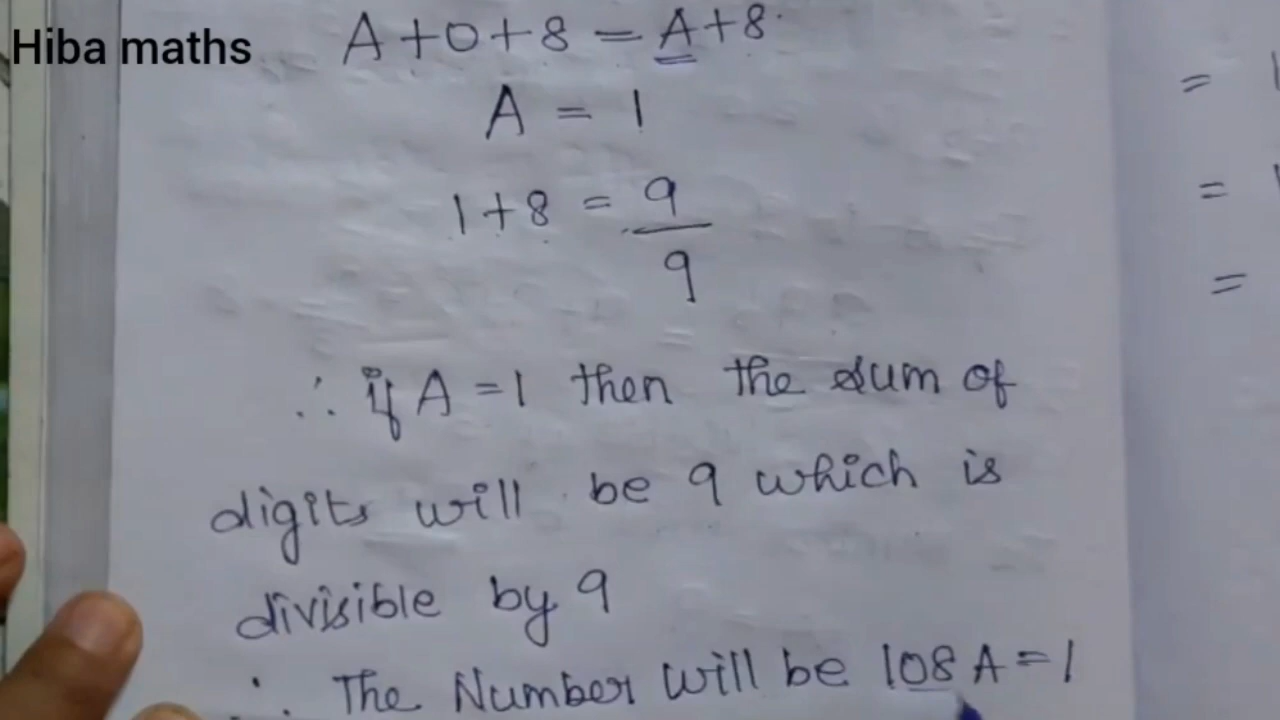 Hiba maths
A + 0 + 8 = A + 8
A = 1
1 + 8 = 9
9
∴ if A = 1 then the sum of
digits will be 9 which is
divisible by 9
∴ The Number will be 108 A = 1
=
=
=